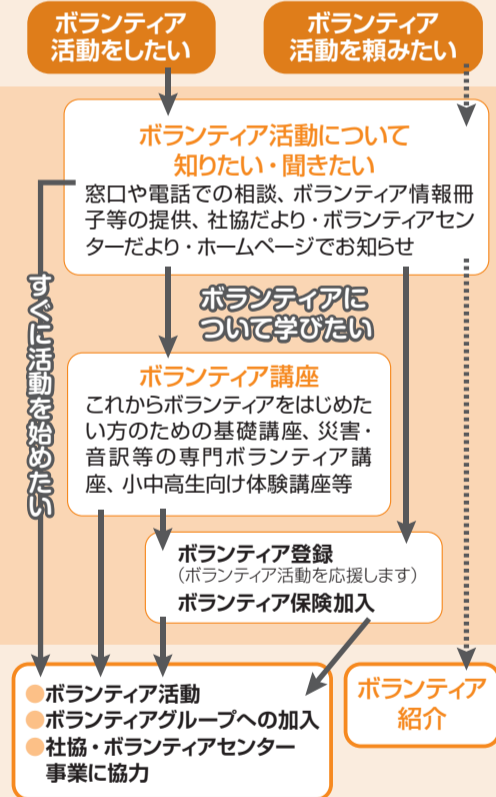 ボランティア
活動をしたい
ボランティア
活動を頼みたい
ボランティア活動について
知りたい・聞きたい
窓口や電話での相談、ボランティア情報冊
子等の提供、社協だより・ボランティアセン
ターだより・ホームページでお知らせ
すぐに活動を始めたい
ボランティアに
ついて学びたい
ボランティア講座
これからボランティアをはじめた
い方のための基礎講座、災害・
音訳等の専門ボランティア講
座、小中高生向け体験講座等
ボランティア登録
（ボランティア活動を応援します）
ボランティア保険加入
●ボランティア活動
●ボランティアグループへの加入
●社協・ボランティアセンター
事業に協力
ボランティア
紹介